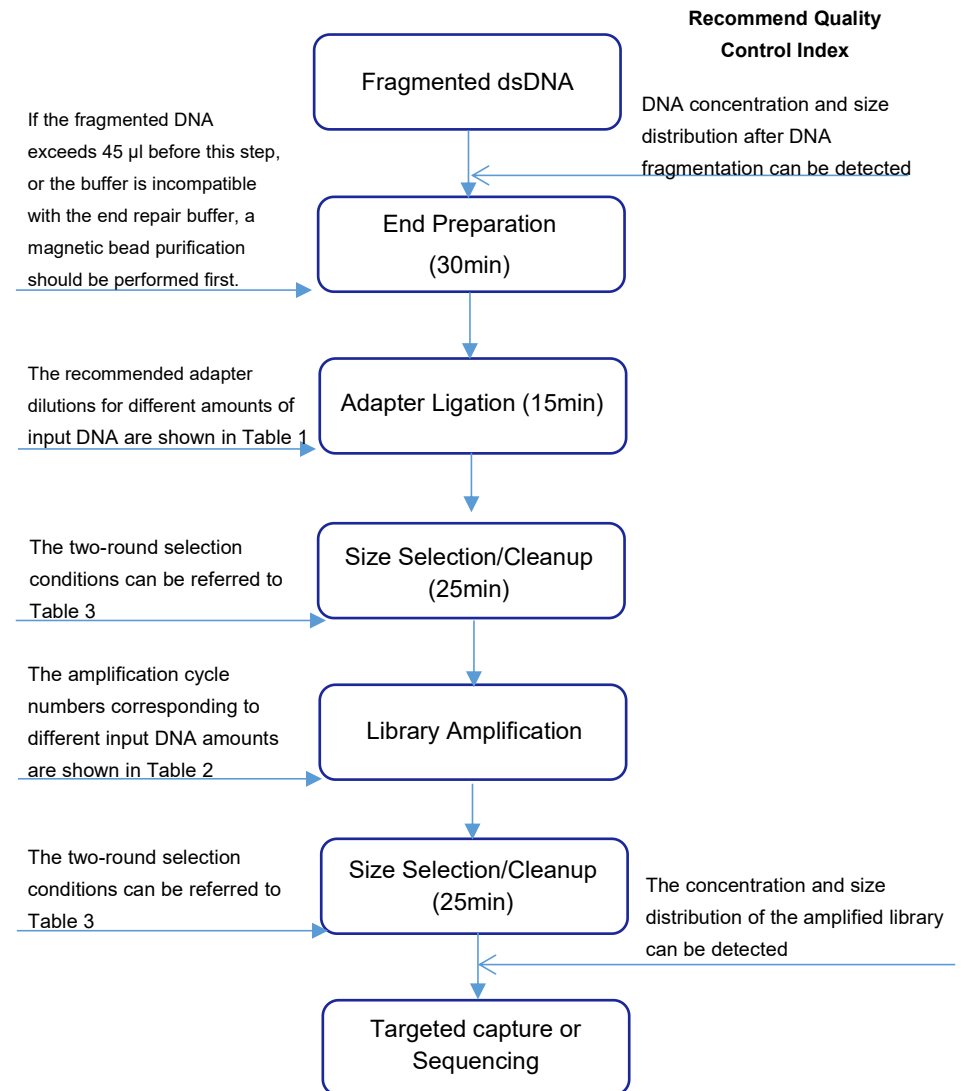 Recommend Quality
Control Index
Fragmented dsDNA
DNA concentration and size
distribution after DNA
fragmentation can be detected
If the fragmented DNA
exceeds 45 µl before this step,
or the buffer is incompatible
with the end repair buffer, a
magnetic bead purification
should be performed first.
End Preparation
(30min)
The recommended adapter
dilutions for different amounts of
input DNA are shown in Table 1
Adapter Ligation (15min)
The two-round selection
conditions can be referred to
Table 3
Size Selection/Cleanup
(25min)
The amplification cycle
numbers corresponding to
different input DNA amounts
are shown in Table 2
Library Amplification
The two-round selection
conditions can be referred to
Table 3
Size Selection/Cleanup
(25min)
The concentration and size
distribution of the amplified library
can be detected
Targeted capture or
Sequencing